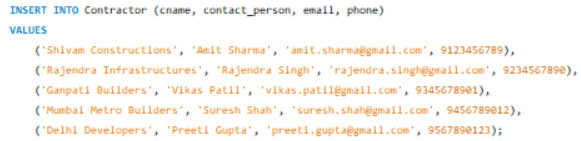 INSERT INTO Contractor (cname, contact_person, email, phone)
VALUES
('Shivam Constructions', 'Amit Sharma', 'amit.sharma@gmail.com', 9123456789),
('Rajendra Infrastructures', 'Rajendra Singh', 'rajendra.singh@gmail.com', 9234567890),
('Ganpati Builders', 'Vikas Patil', 'vikas.patil@gmail.com', 9345678901),
('Mumbai Metro Builders', 'Suresh Shah', 'suresh.shah@gmail.com', 9456789012),
('Delhi Developers', 'Preeti Gupta', 'preeti.gupta@gmail.com', 9567890123);